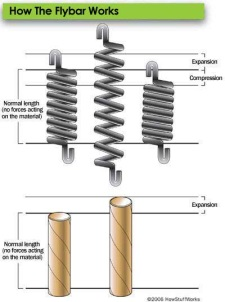 How The Flybar Works
Expansion
Compression
Normal length
(no forces acting
on the material)
Expansion
Normal length
(no forces acting
on the material)
©2006 HowStuffWorks